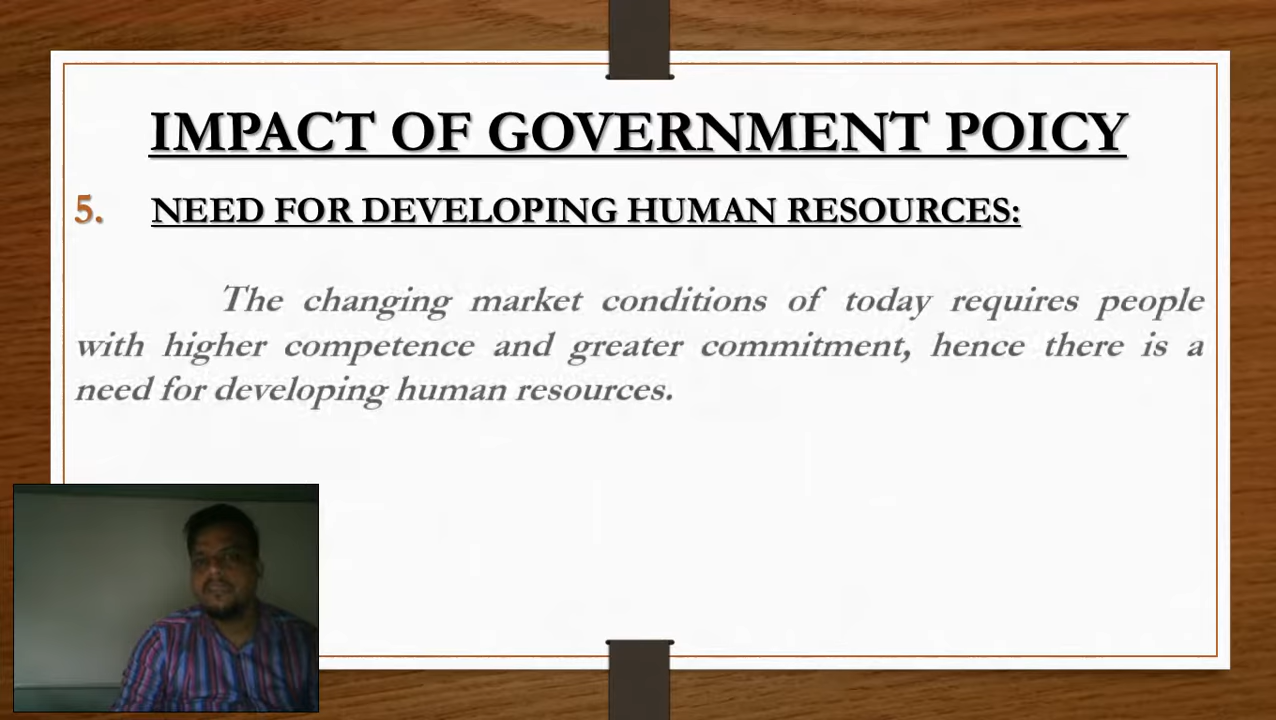 IMPACT OF GOVERNMENT POICY
5. NEED FOR DEVELOPING HUMAN RESOURCES:
The changing market conditions of today requires people
with higher competence and greater commitment, hence there is a
need for developing human resources.